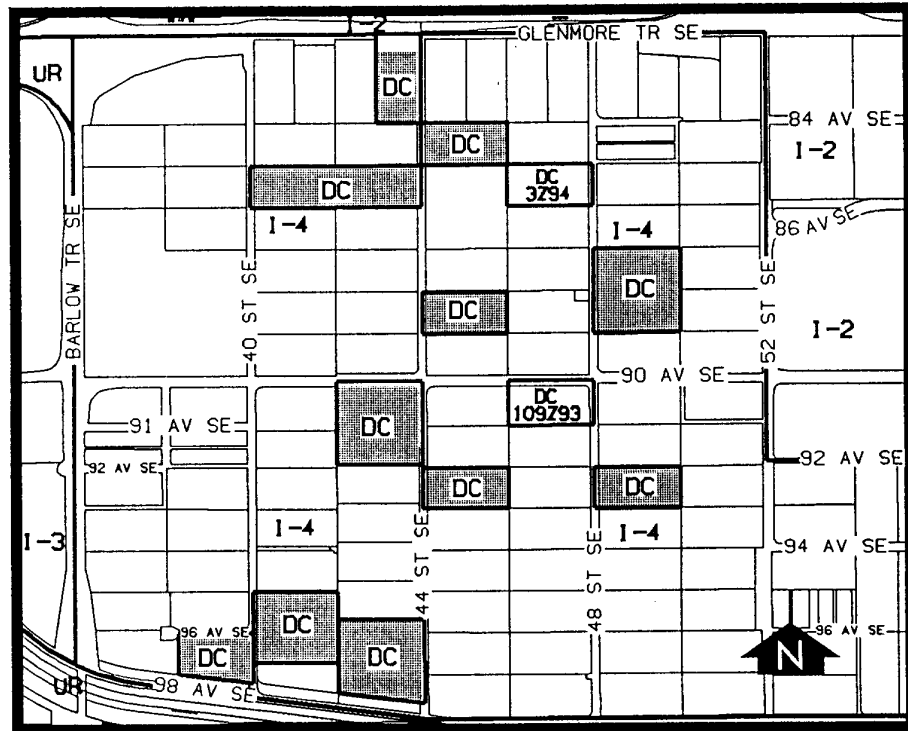 I-2
GLENMORE TR SE
UR
DC
84 AV SE
DC
I-2
DC
DC
3Z94
I-4
I-4
86 AV SE
BARLOW TR SE
40 ST SE
DC
52 ST SE
DC
I-2
90 AV SE
DC
109Z93
91 AV SE
DC
92 AV SE
92 AV SE
DC
DC
I-4
I-4
I-3
44 ST SE
48 ST SE
94 AV SE
DC
96 AV SE
96 AV SE
DC
DC
N
UR
98 AV SE